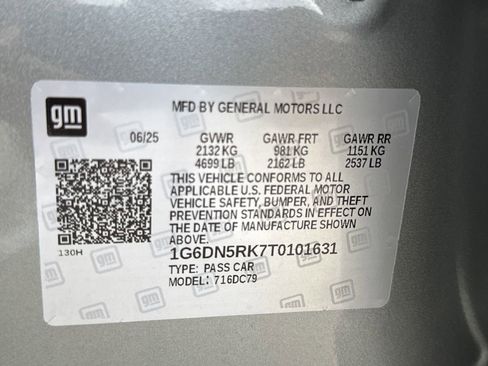 gm
MFD BY GENERAL MOTORS LLC
06/25 GVWR GAWR FRT GAWR RR
2132 KG 981 KG 1151 KG
4699 LB 2162 LB 2537 LB
THIS VEHICLE CONFORMS TO ALL
APPLICABLE U.S. FEDERAL MOTOR
VEHICLE SAFETY, BUMPER, AND THEFT
PREVENTION STANDARDS IN EFFECT ON
THE DATE OF MANUFACTURE SHOWN
ABOVE.
130H
1G6DN5RK7T0101631
TYPE: PASS CAR
MODEL: 716DC79